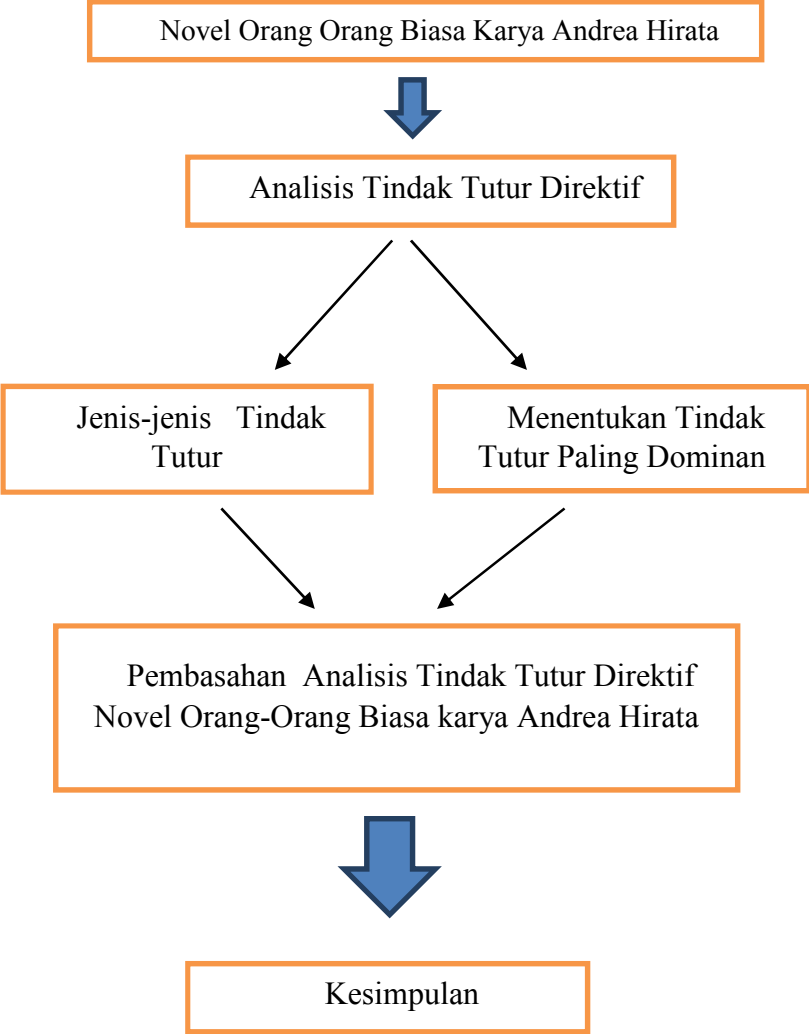 Novel Orang Orang Biasa Karya Andrea Hirata
Analisis Tindak Tutur Direktif
Jenis-jenis Tindak
Tutur
Menentukan Tindak
Tutur Paling Dominan
Pembasahan Analisis Tindak Tutur Direktif
Novel Orang-Orang Biasa karya Andrea Hirata
Kesimpulan